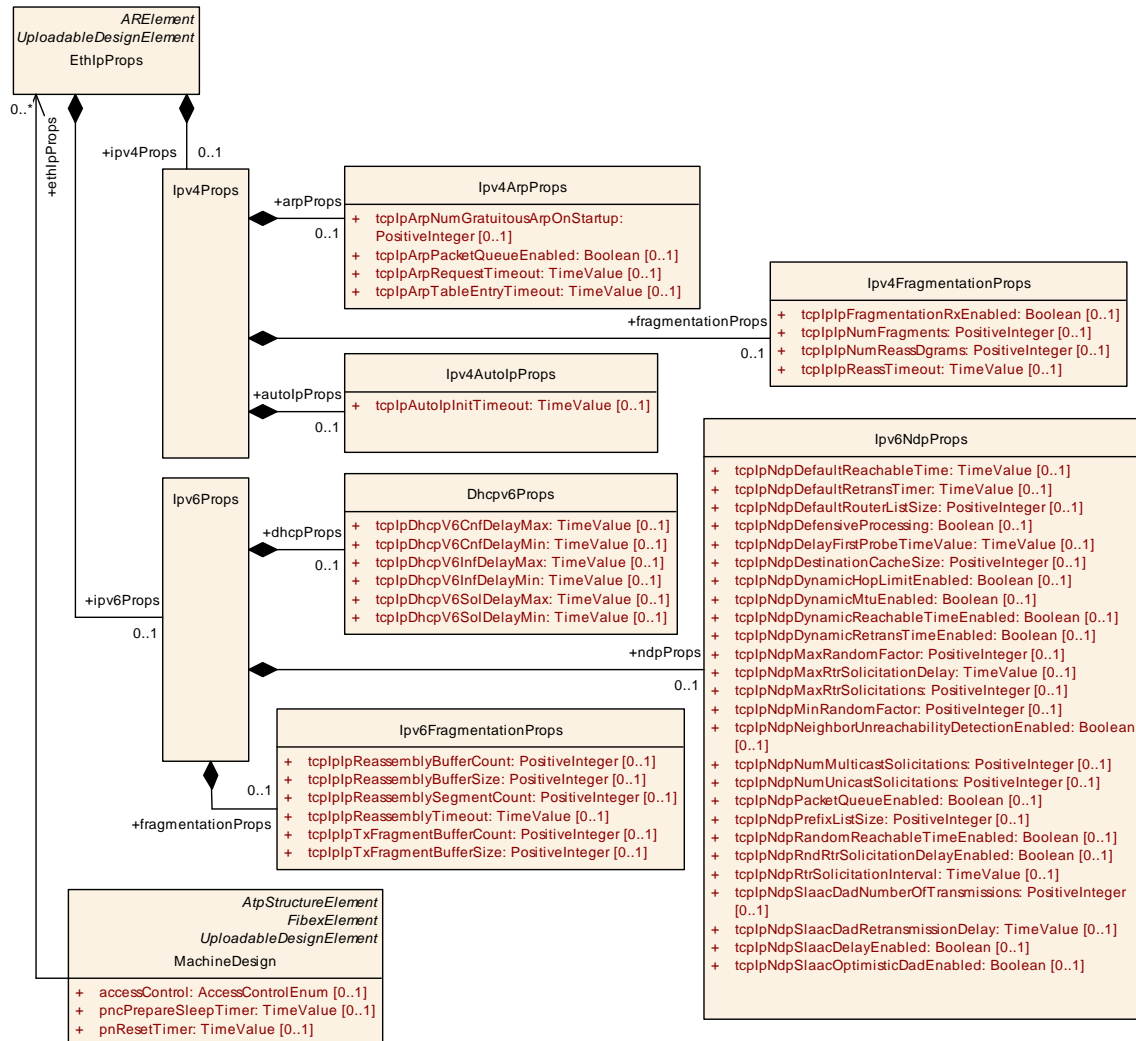 ARElement
UploadableDesignElement
EthIpProps
0..*
+ethIpProps
+ipv4Props
0..1
Ipv4Props
+arpProps
0..1
Ipv4ArpProps
+ tcpIpArpNumGratuitousArpOnStartup:
PositiveInteger [0..1]
+ tcpIpArpPacketQueueEnabled: Boolean [0..1]
+ tcpIpArpRequestTimeout: TimeValue [0..1]
+ tcpIpArpTableEntryTimeout: TimeValue [0..1]
+fragmentationProps
0..1
Ipv4FragmentationProps
+ tcpIpIpFragmentationRxEnabled: Boolean [0..1]
+ tcpIpIpNumFragments: PositiveInteger [0..1]
+ tcpIpIpNumReassDgrams: PositiveInteger [0..1]
+ tcpIpIpReassTimeout: TimeValue [0..1]
+autoIpProps
0..1
Ipv4AutoIpProps
+ tcpIpAutoIpInitTimeout: TimeValue [0..1]
+ipv6Props
0..1
Ipv6Props
+dhcpProps
0..1
Dhcpv6Props
+ tcpIpDhcpV6CnfDelayMax: TimeValue [0..1]
+ tcpIpDhcpV6CnfDelayMin: TimeValue [0..1]
+ tcpIpDhcpV6InfDelayMax: TimeValue [0..1]
+ tcpIpDhcpV6InfDelayMin: TimeValue [0..1]
+ tcpIpDhcpV6SolDelayMax: TimeValue [0..1]
+ tcpIpDhcpV6SolDelayMin: TimeValue [0..1]
+ndpProps
0..1
Ipv6NdpProps
+ tcpIpNdpDefaultReachableTime: TimeValue [0..1]
+ tcpIpNdpDefaultRetransTimer: TimeValue [0..1]
+ tcpIpNdpDefaultRouterListSize: PositiveInteger [0..1]
+ tcpIpNdpDefensiveProcessing: Boolean [0..1]
+ tcpIpNdpDelayFirstProbeTimeValue: TimeValue [0..1]
+ tcpIpNdpDestinationCacheSize: PositiveInteger [0..1]
+ tcpIpNdpDynamicHopLimitEnabled: Boolean [0..1]
+ tcpIpNdpDynamicMtuEnabled: Boolean [0..1]
+ tcpIpNdpDynamicReachableTimeEnabled: Boolean [0..1]
+ tcpIpNdpDynamicRetransTimeEnabled: Boolean [0..1]
+ tcpIpNdpMaxRandomFactor: PositiveInteger [0..1]
+ tcpIpNdpMaxRtrSolicitationDelay: TimeValue [0..1]
+ tcpIpNdpMaxRtrSolicitations: PositiveInteger [0..1]
+ tcpIpNdpMinRandomFactor: PositiveInteger [0..1]
+ tcpIpNdpNeighborUnreachabilityDetectionEnabled: Boolean
[0..1]
+ tcpIpNdpNumMulticastSolicitations: PositiveInteger [0..1]
+ tcpIpNdpNumUnicastSolicitations: PositiveInteger [0..1]
+ tcpIpNdpPacketQueueEnabled: Boolean [0..1]
+ tcpIpNdpPrefixListSize: PositiveInteger [0..1]
+ tcpIpNdpRandomReachableTimeEnabled: Boolean [0..1]
+ tcpIpNdpRndRtrSolicitationDelayEnabled: Boolean [0..1]
+ tcpIpNdpRtrSolicitationInterval: TimeValue [0..1]
+ tcpIpNdpSlaacDadNumberOfTransmissions: PositiveInteger
[0..1]
+ tcpIpNdpSlaacDadRetransmissionDelay: TimeValue [0..1]
+ tcpIpNdpSlaacDelayEnabled: Boolean [0..1]
+ tcpIpNdpSlaacOptimisticDadEnabled: Boolean [0..1]
+fragmentationProps
0..1
Ipv6FragmentationProps
+ tcpIpIpReassemblyBufferCount: PositiveInteger [0..1]
+ tcpIpIpReassemblyBufferSize: PositiveInteger [0..1]
+ tcpIpIpReassemblySegmentCount: PositiveInteger [0..1]
+ tcpIpIpReassemblyTimeout: TimeValue [0..1]
+ tcpIpIpTxFragmentBufferCount: PositiveInteger [0..1]
+ tcpIpIpTxFragmentBufferSize: PositiveInteger [0..1]
AtpStructureElement
FibexElement
UploadableDesignElement
MachineDesign
+ accessControl: AccessControlEnum [0..1]
+ pncPrepareSleepTimer: TimeValue [0..1]
+ pnResetTimer: TimeValue [0..1]